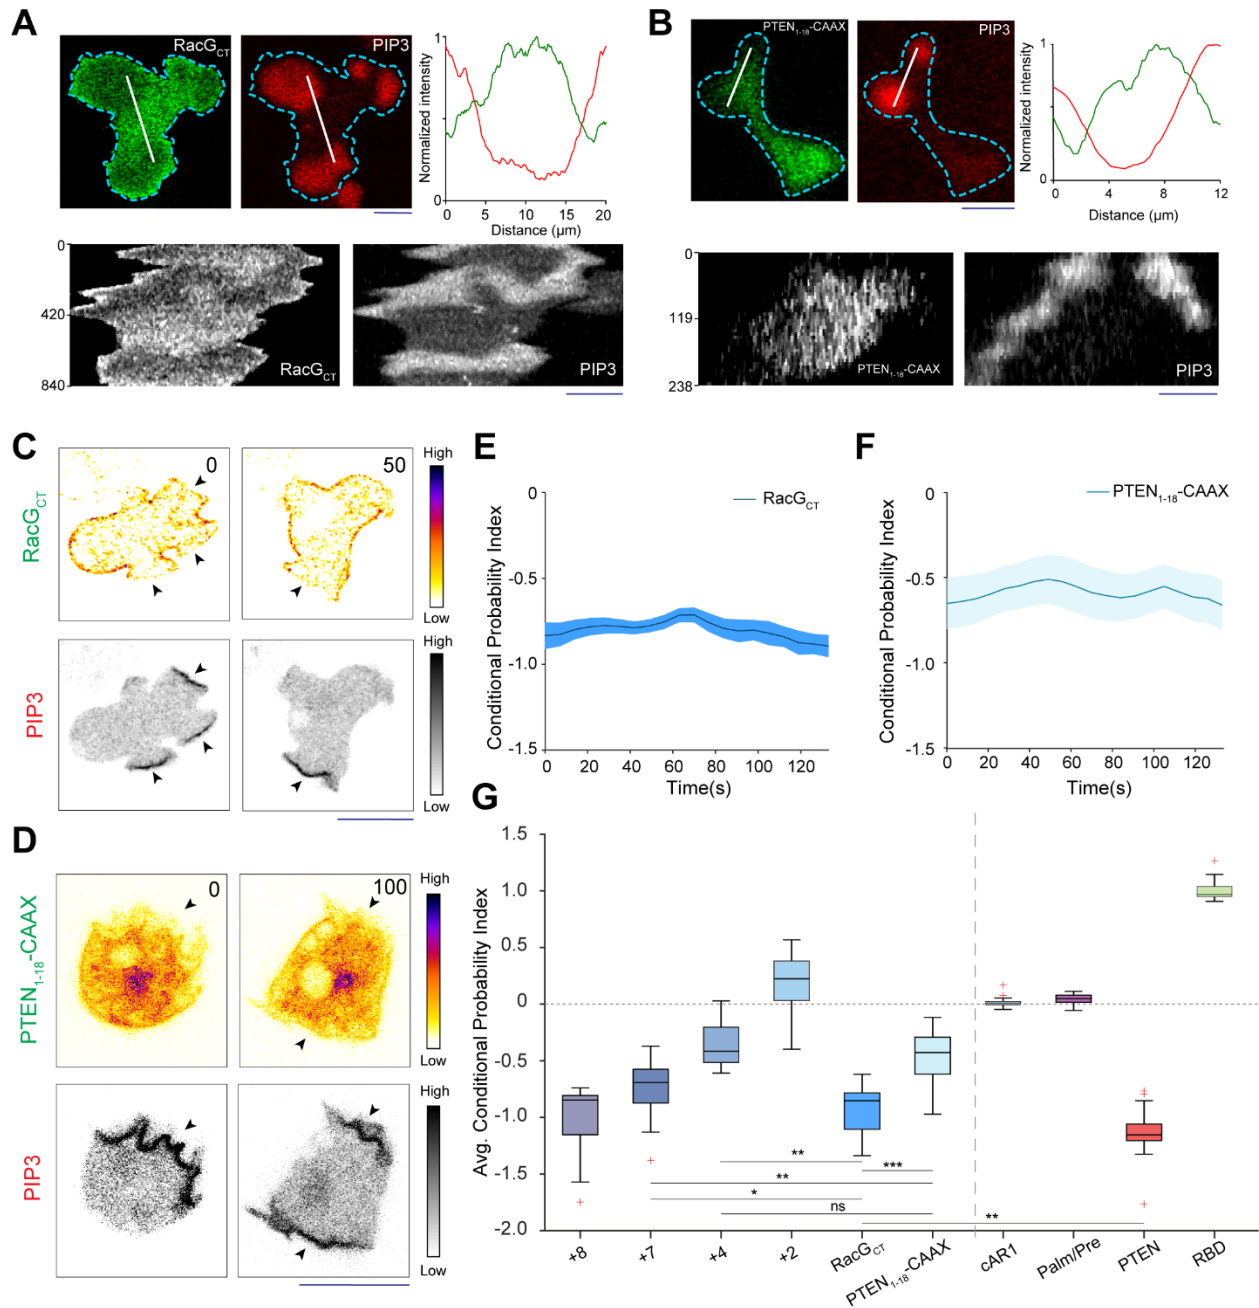 A
RacGCT
PIP3
1
Normalized intensity
0
0 5 10 15 20
Distance (µm)
0
420
840
RacGCT
PIP3
B
PTEN1-18-CAAX
PIP3
1
Normalized intensity
0
0 4 8 12
Distance (µm)
0
119
238
PTEN1-18-CAAX
PIP3
C
RacGCT
0
50
High
Low
PIP3
High
Low
D
PTEN1-18-CAAX
0
100
High
Low
PIP3
High
Low
E
Conditional Probability Index
0
-0.5
-1.0
-1.5
RacGCT
0 20 40 60 80 100 120
Time(s)
F
Conditional Probability Index
0
-0.5
-1.0
-1.5
PTEN1-18-CAAX
0 20 40 60 80 100 120
Time(s)
G
Avg. Conditional Probability Index
1.5
1.0
0.5
0
-0.5
-1.0
-1.5
-2.0
**
***
**
*
ns
**
+8 +7 +4 +2 RacGCT PTEN1-18-CAAX cAR1 Palm/Pre PTEN RBD